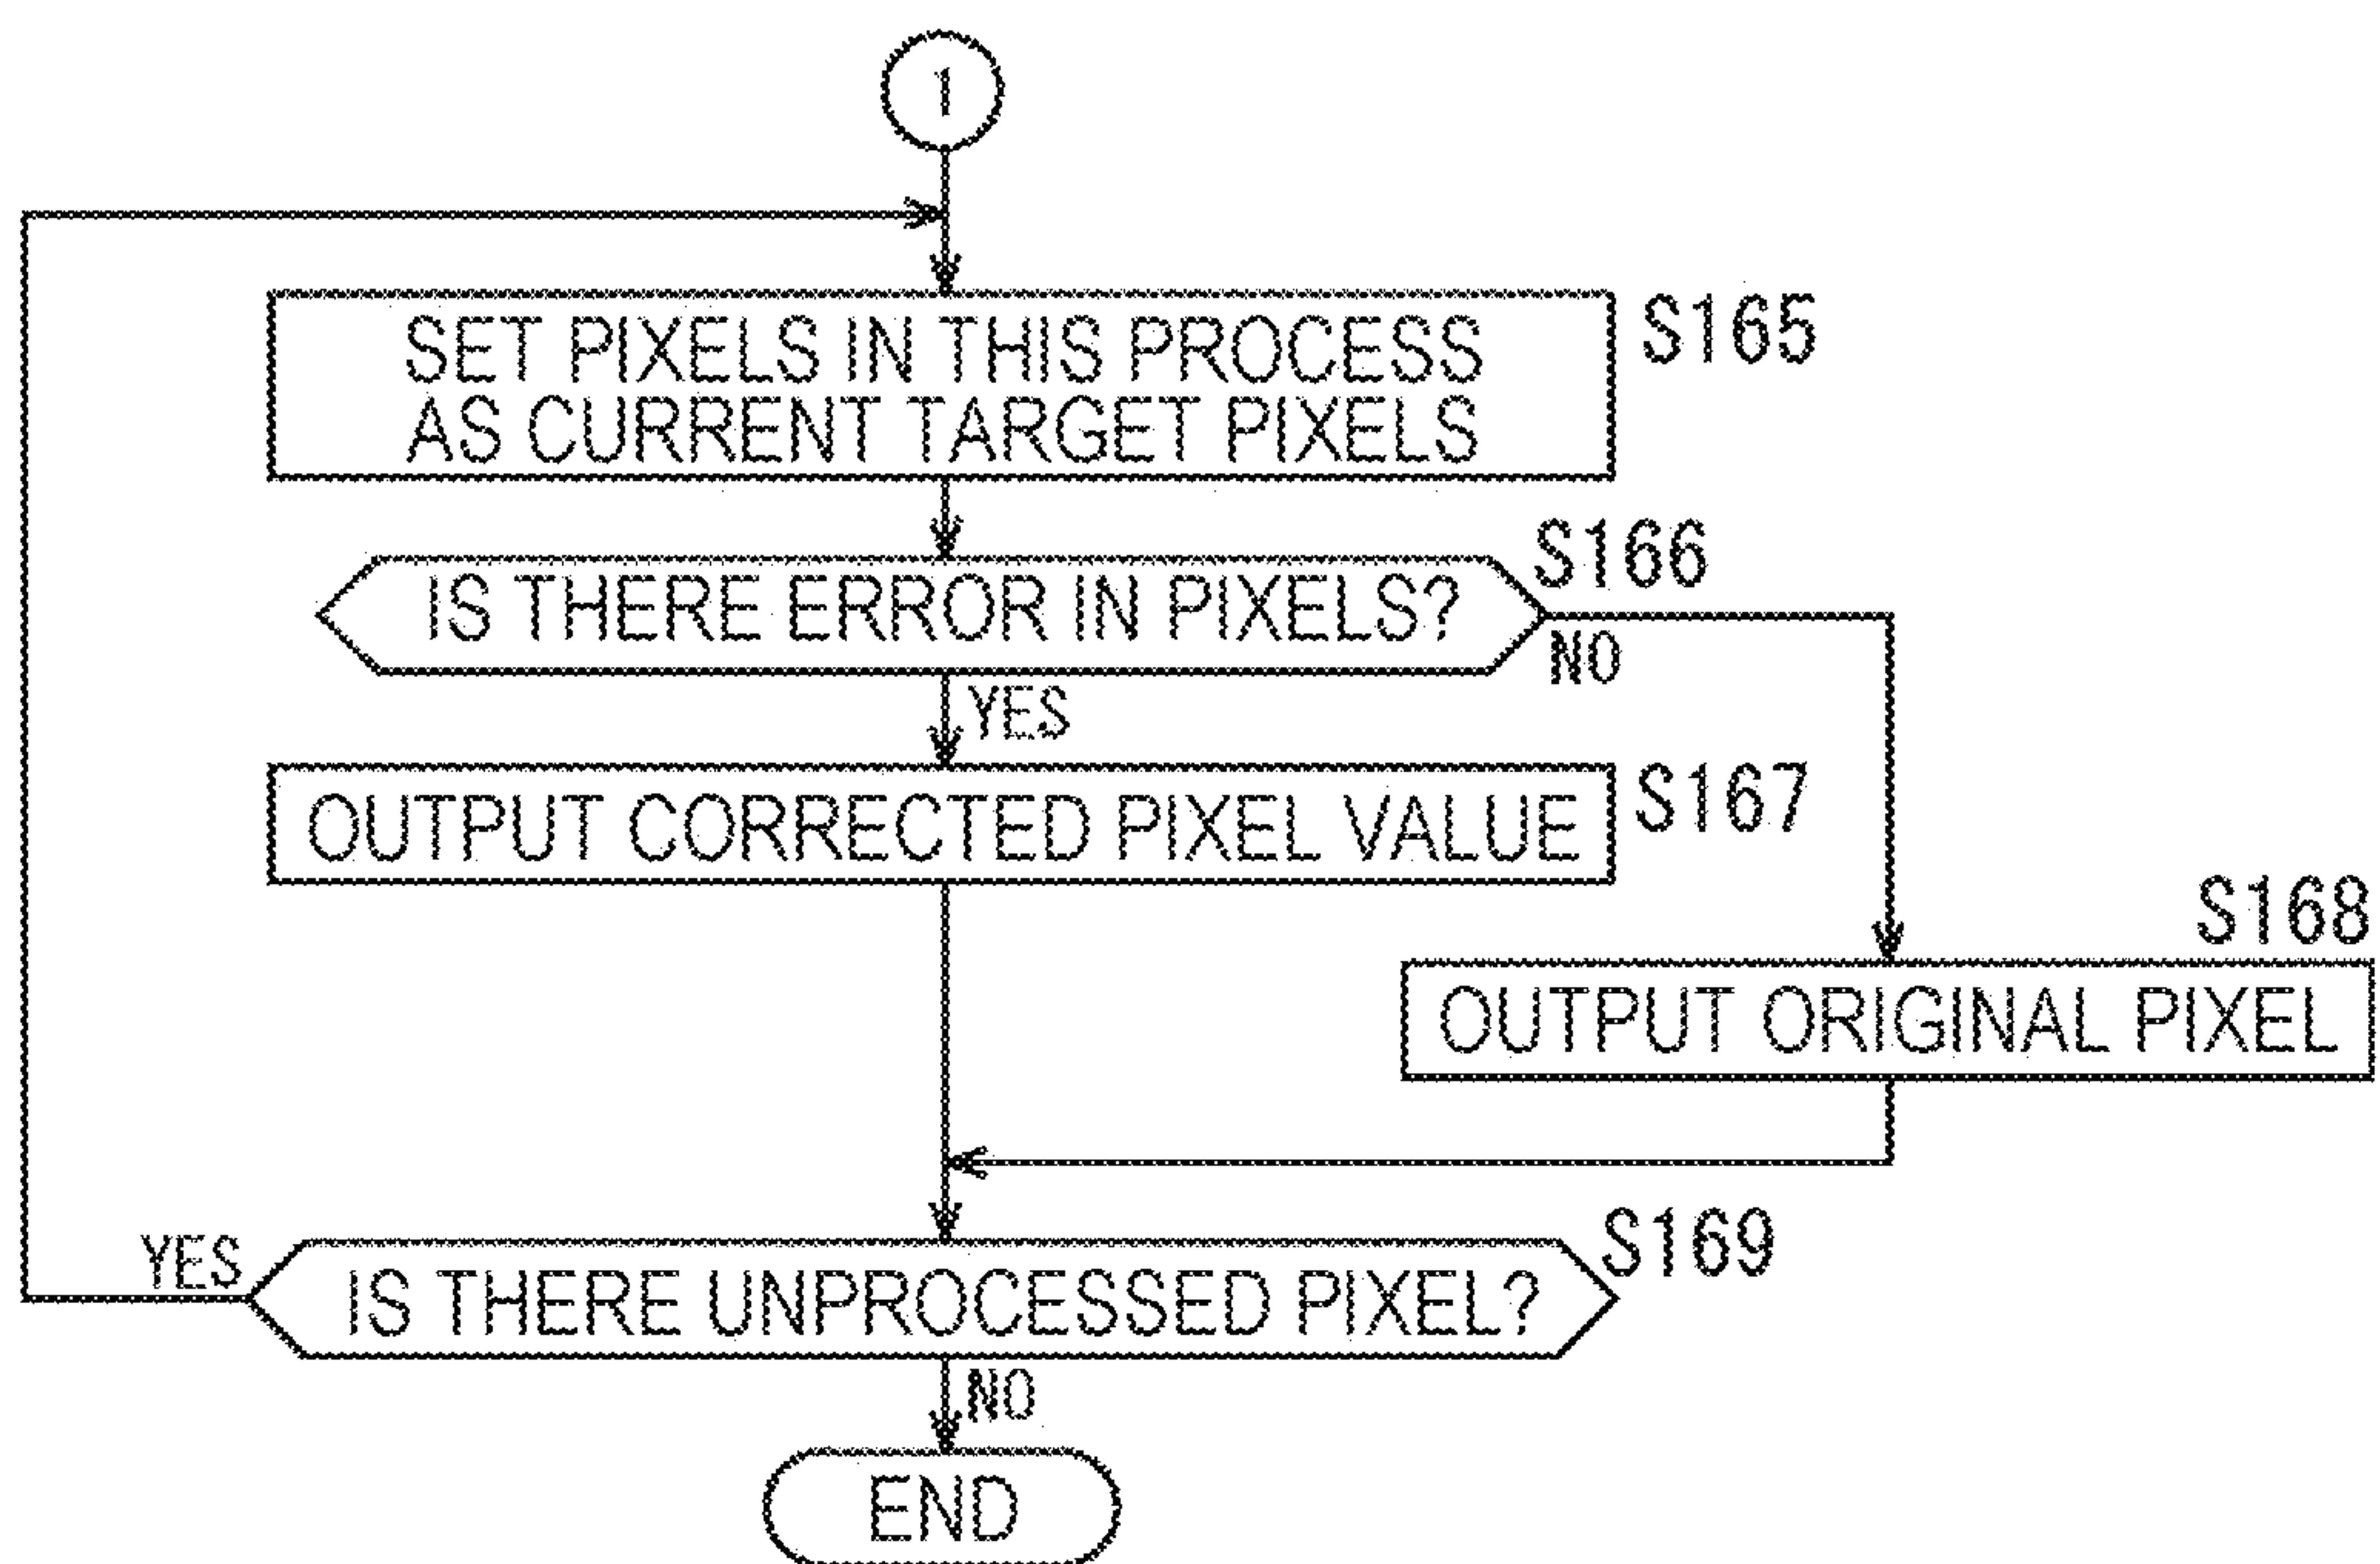 1
SET PIXELS IN THIS PROCESS
AS CURRENT TARGET PIXELS
S165
IS THERE ERROR IN PIXELS?
S166
NO
YES
OUTPUT CORRECTED PIXEL VALUE
S167
S168
OUTPUT ORIGINAL PIXEL
YES
IS THERE UNPROCESSED PIXEL?
S169
NO
END